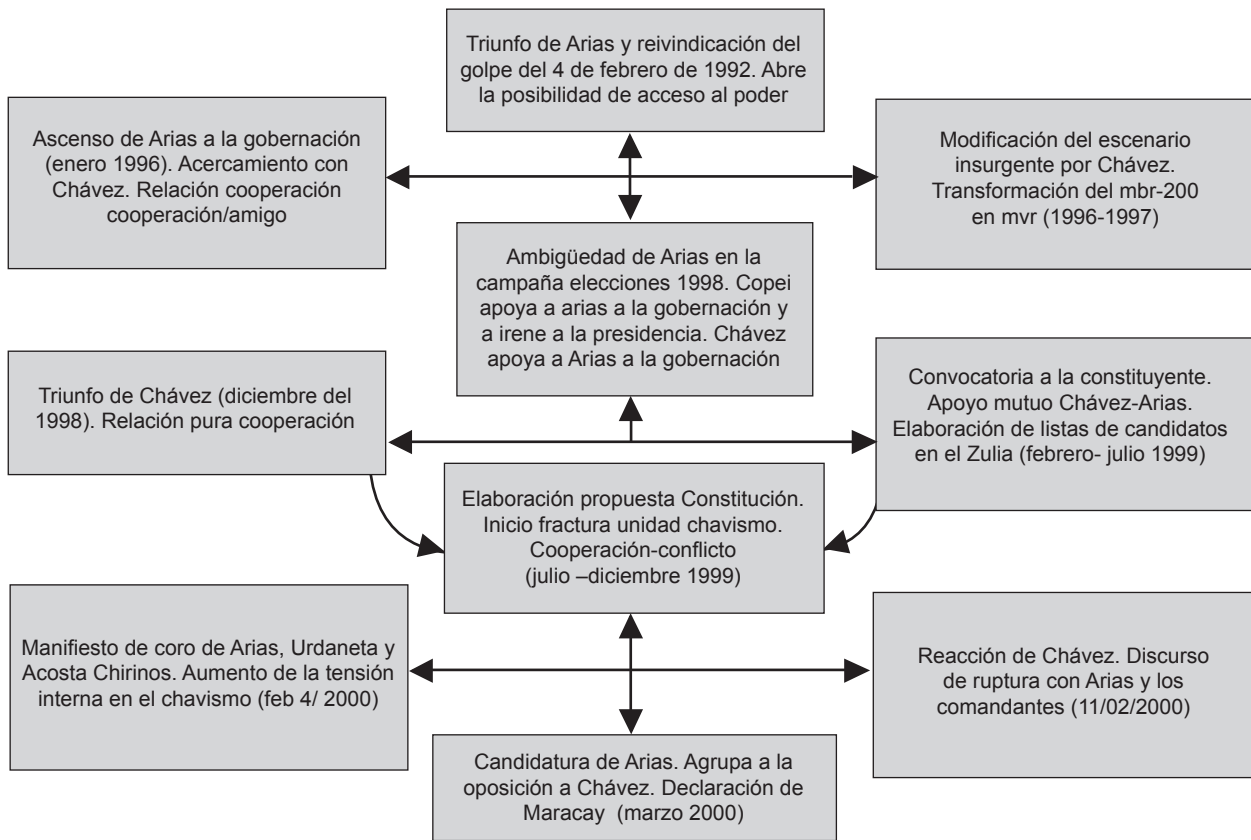 Triunfo de Arias y reivindicación del
golpe del 4 de febrero de 1992. Abre
la posibilidad de acceso al poder
Ascenso de Arias a la gobernación
(enero 1996). Acercamiento con
Chávez. Relación cooperación
cooperación/amigo
Modificación del escenario
insurgente por Chávez.
Transformación del mbr-200
en mvr (1996-1997)
Ambigüedad de Arias en la
campaña elecciones 1998. Copei
apoya a arias a la gobernación y
a irene a la presidencia. Chávez
apoya a Arias a la gobernación
Triunfo de Chávez (diciembre del
1998). Relación pura cooperación
Convocatoria a la constituyente.
Apoyo mutuo Chávez-Arias.
Elaboración de listas de candidatos
en el Zulia (febrero- julio 1999)
Elaboración propuesta Constitución.
Inicio fractura unidad chavismo.
Cooperación-conflicto
(julio –diciembre 1999)
Manifiesto de coro de Arias, Urdaneta y
Acosta Chirinos. Aumento de la tensión
interna en el chavismo (feb 4/ 2000)
Reacción de Chávez. Discurso
de ruptura con Arias y los
comandantes (11/02/2000)
Candidatura de Arias. Agrupa a la
oposición a Chávez. Declaración de
Maracay (marzo 2000)